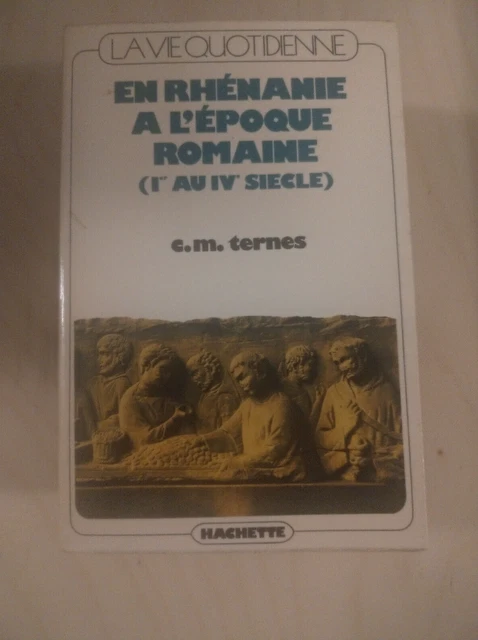 LA VIE QUOTIDIENNE
EN RHÉNANIE
A L'ÉPOQUE
ROMAINE
(Iᵉʳ AU IVᵉ SIECLE)
c.m. ternes
HACHETTE